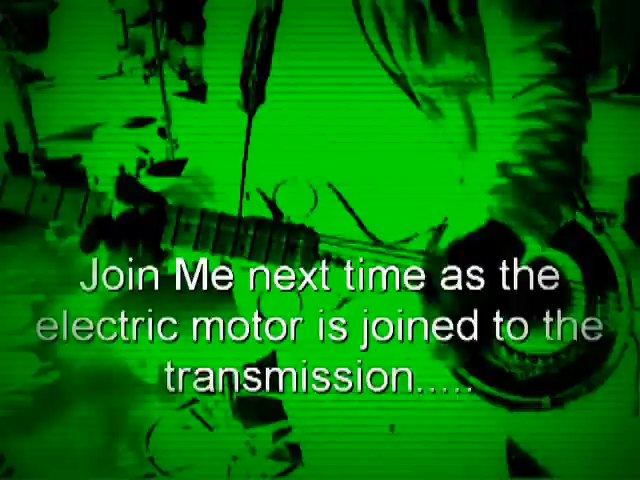 Join Me next time as the
electric motor is joined to the
transmission.....